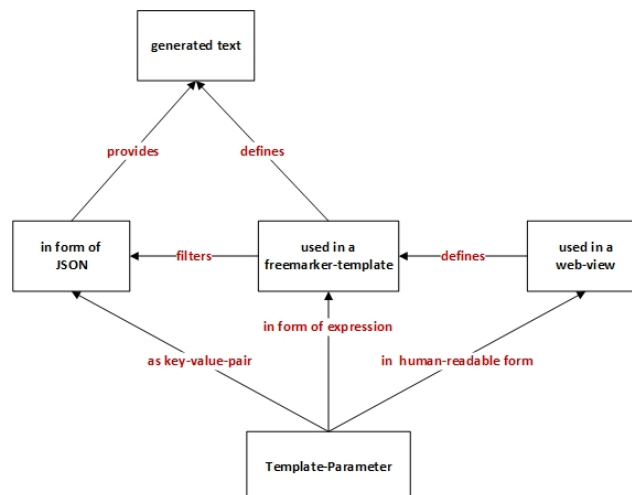 generated text
provides
defines
in form of
JSON
filters
used in a
freemarker-template
defines
used in a
web-view
in form of expression
as key-value-pair
in human-readable form
Template-Parameter